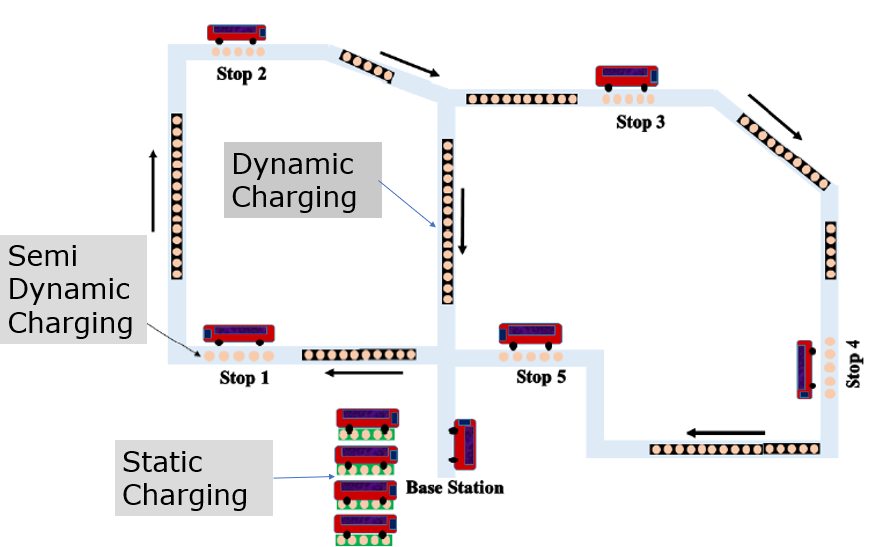 Stop 2
Stop 3
Dynamic
Charging
Semi
Dynamic
Charging
Stop 1
Stop 5
Stop 4
Static
Charging
Base Station